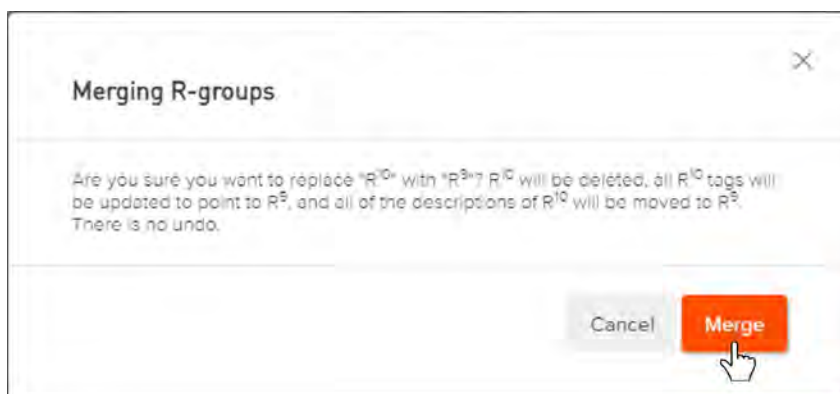 Merging R-groups
Are you sure you want to replace "R¹⁰" with "R⁹"? R¹⁰ will be deleted, all R¹⁰ tags will
be updated to point to R⁹, and all of the descriptions of R¹⁰ will be moved to R⁹.
There is no undo.
Cancel Merge